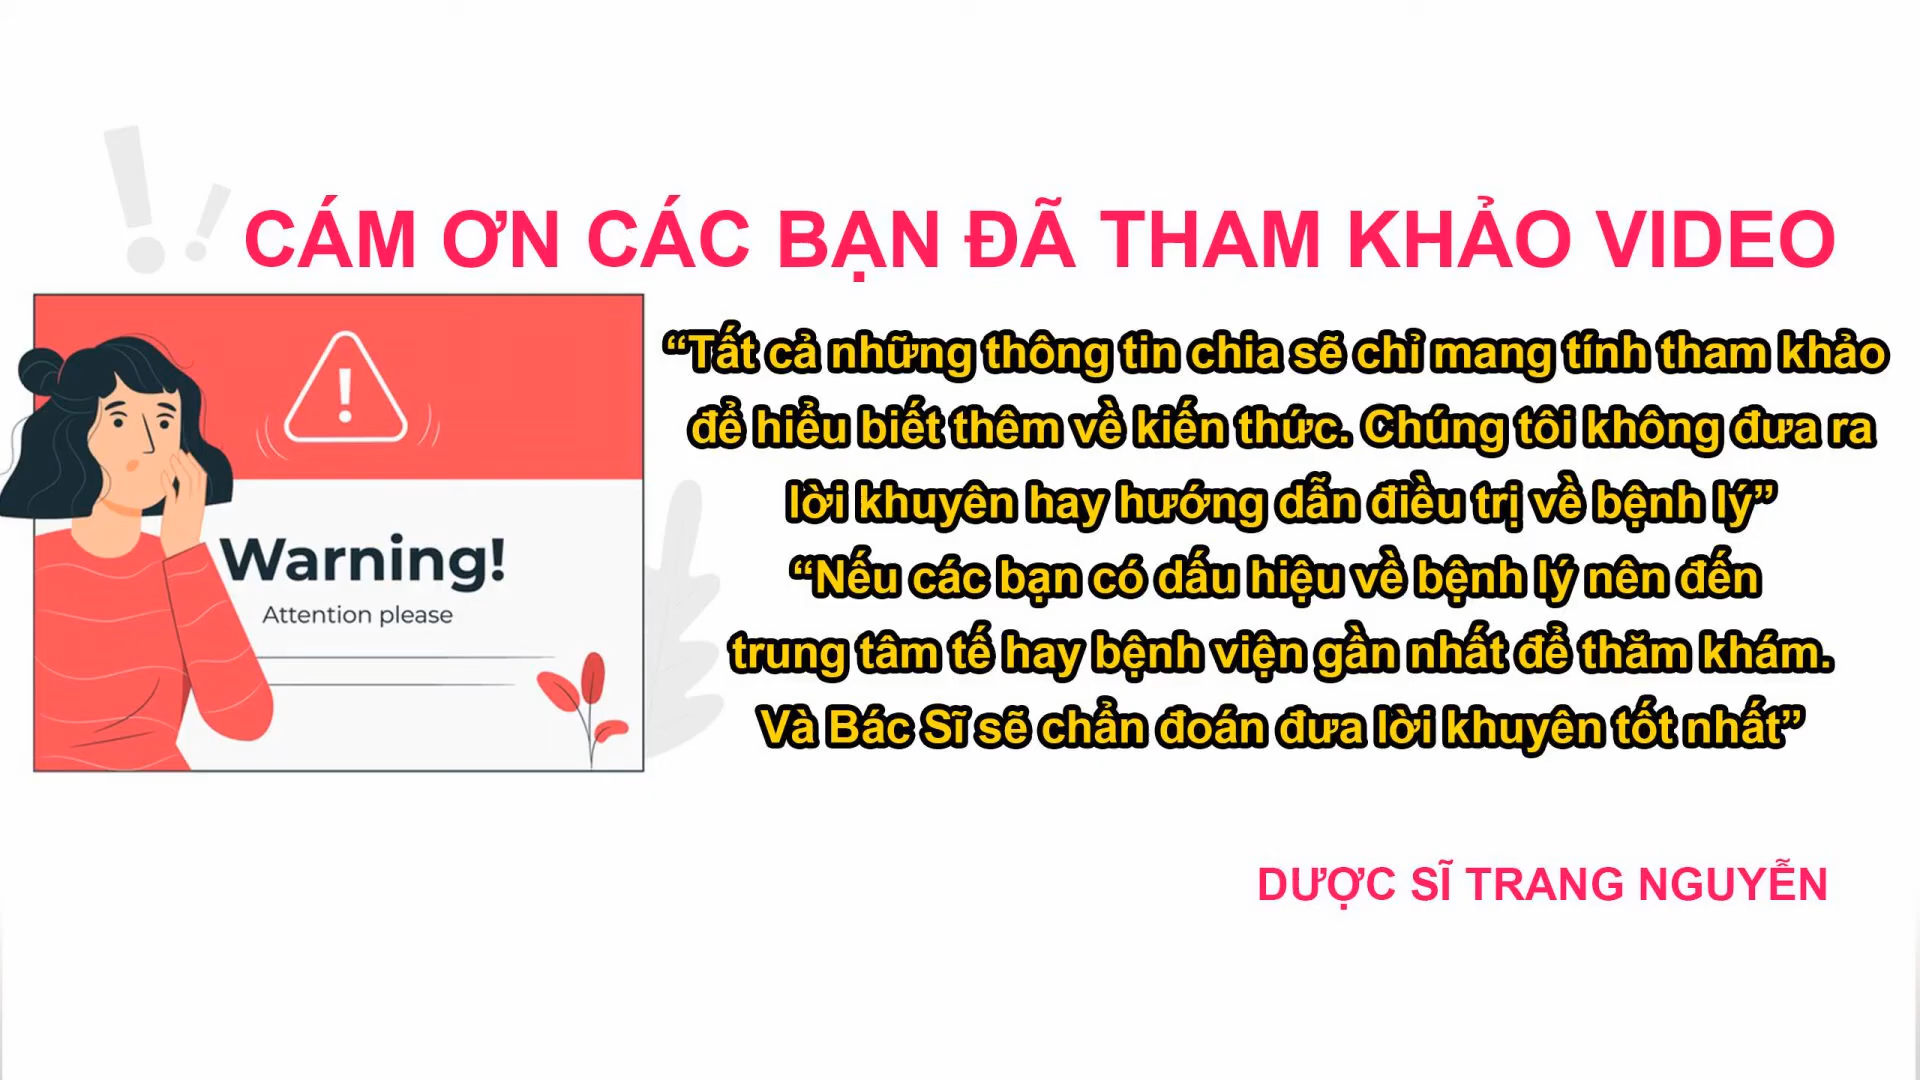 CÁM ƠN CÁC BẠN ĐÃ THAM KHẢO VIDEO
“Tất cả những thông tin chia sẽ chỉ mang tính tham khảo
để hiểu biết thêm về kiến thức. Chúng tôi không đưa ra
lời khuyên hay hướng dẫn điều trị về bệnh lý”
“Nếu các bạn có dấu hiệu về bệnh lý nên đến
trung tâm tế hay bệnh viện gần nhất để thăm khám.
Và Bác Sĩ sẽ chẩn đoán đưa lời khuyên tốt nhất”
Warning!
Attention please
DƯỢC SĨ TRANG NGUYỄN